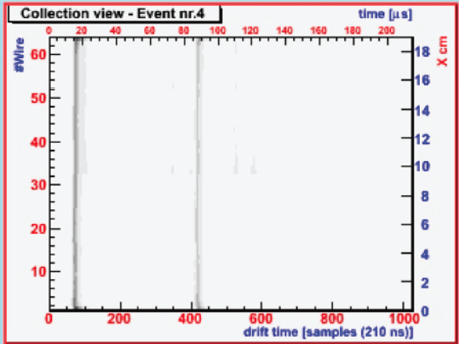 Collection view - Event nr.4
time [μs]
0 20 40 60 80 100 120 140 160 180 200
#Wire
60
50
40
30
20
10
X cm
18
16
14
12
10
8
6
4
2
0
0 200 400 600 800 1000
drift time [samples (210 ns)]